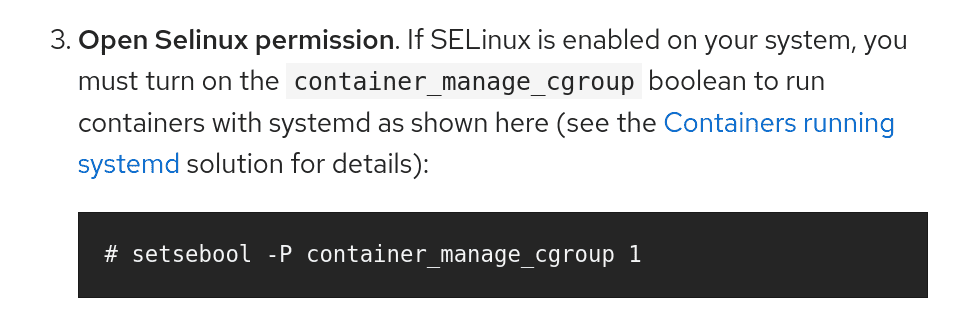 3. Open Selinux permission. If SELinux is enabled on your system, you
must turn on the container_manage_cgroup boolean to run
containers with systemd as shown here (see the Containers running
systemd solution for details):
# setsebool -P container_manage_cgroup 1